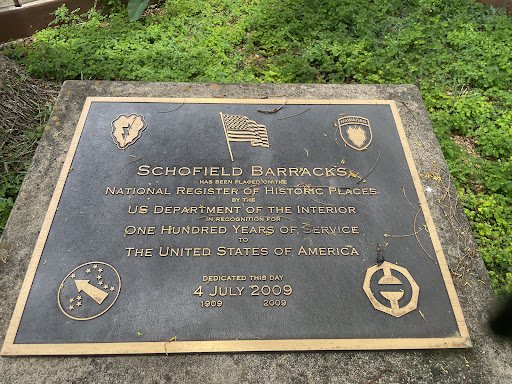 HAWAIIAN
SCHOFIELD BARRACKS
HAS BEEN PLACED ON THE
NATIONAL REGISTER OF HISTORIC PLACES
BY THE
US DEPARTMENT OF THE INTERIOR
IN RECOGNITION FOR
ONE HUNDRED YEARS OF SERVICE
TO
THE UNITED STATES OF AMERICA
DEDICATED THIS DAY
4 JULY 2009
1909 2009